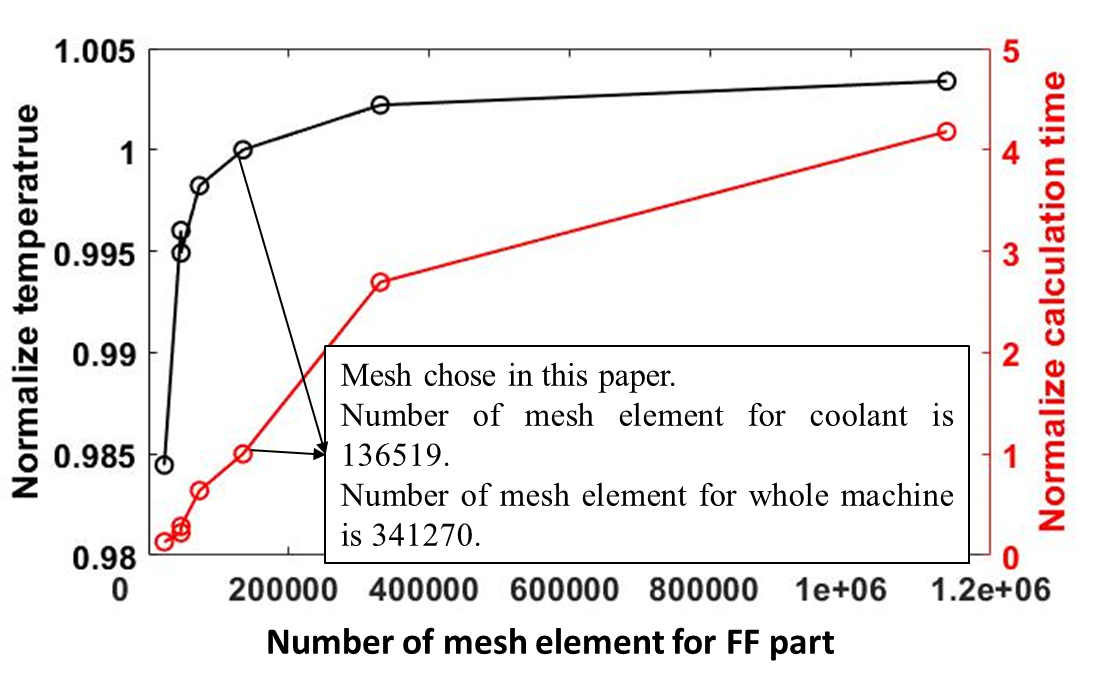 1.005
1
0.995
0.99
0.985
0.98
Normalize temperatrue
5
4
3
2
1
0
Normalize calculation time
Mesh chose in this paper.
Number of mesh element for coolant is
136519.
Number of mesh element for whole machine
is 341270.
0 200000 400000 600000 800000 1e+06 1.2e+06
Number of mesh element for FF part